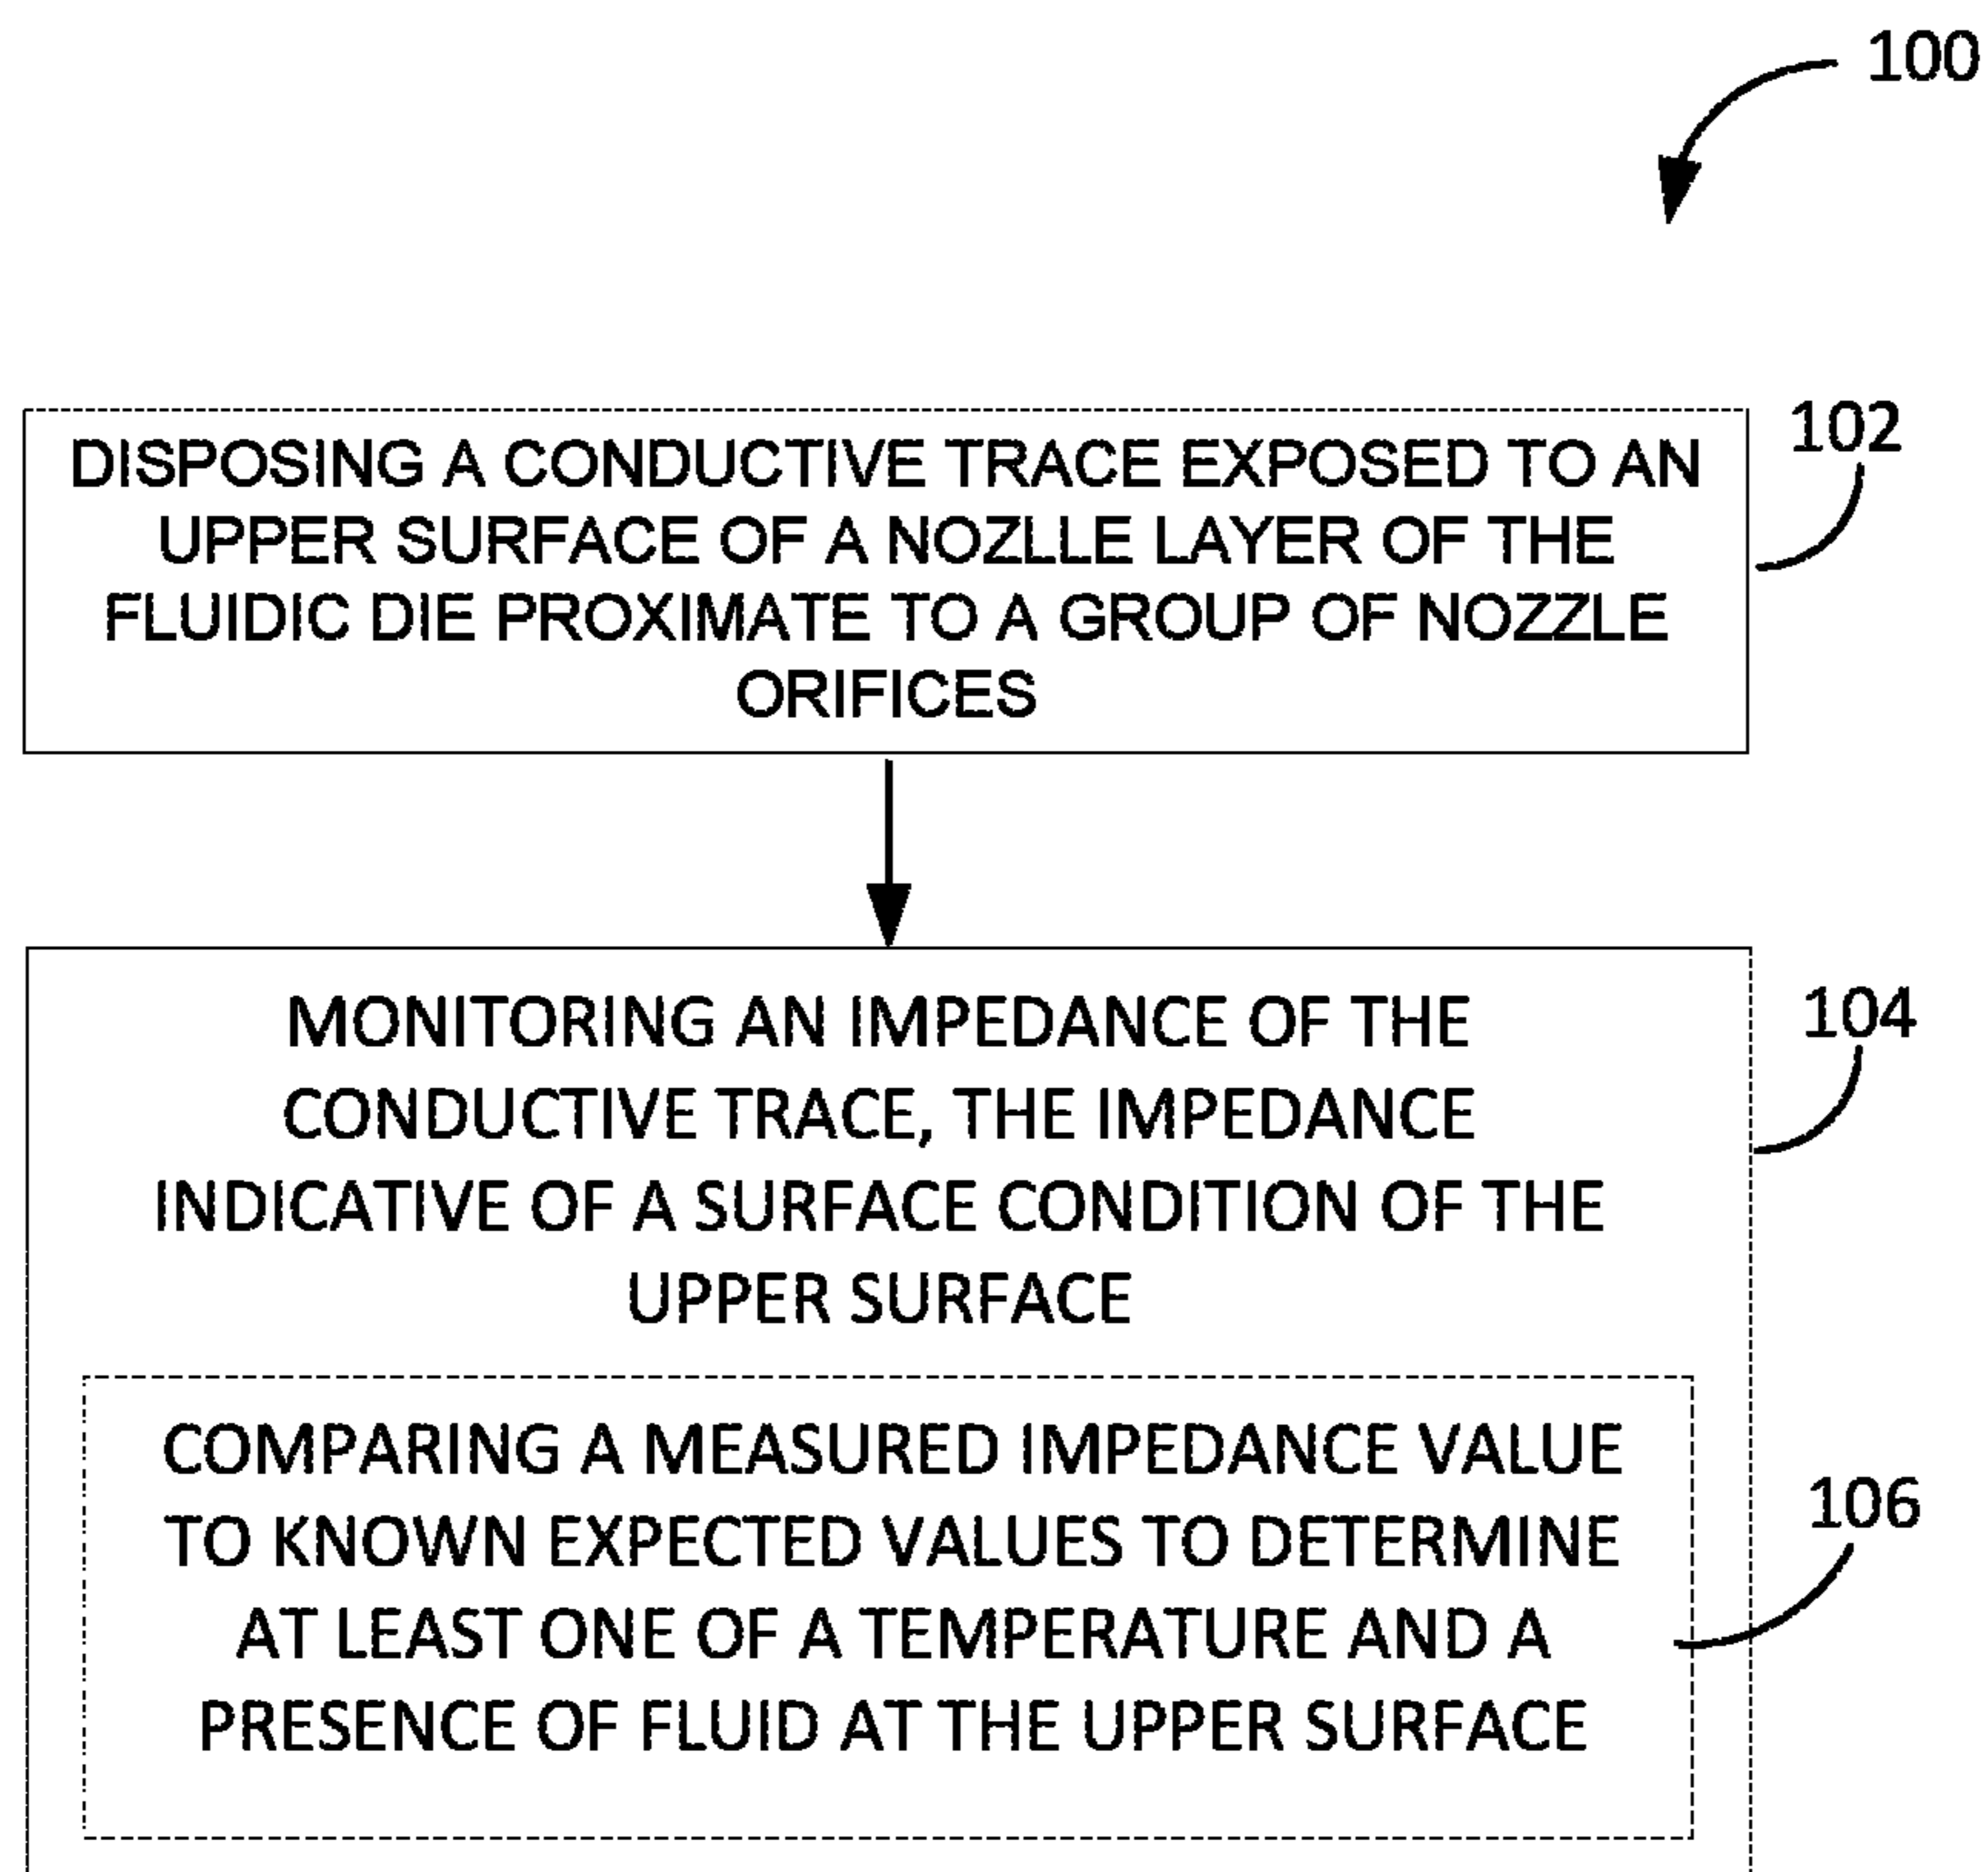 100
102
DISPOSING A CONDUCTIVE TRACE EXPOSED TO AN
UPPER SURFACE OF A NOZLLE LAYER OF THE
FLUIDIC DIE PROXIMATE TO A GROUP OF NOZZLE
ORIFICES
104
MONITORING AN IMPEDANCE OF THE
CONDUCTIVE TRACE, THE IMPEDANCE
INDICATIVE OF A SURFACE CONDITION OF THE
UPPER SURFACE
106
COMPARING A MEASURED IMPEDANCE VALUE
TO KNOWN EXPECTED VALUES TO DETERMINE
AT LEAST ONE OF A TEMPERATURE AND A
PRESENCE OF FLUID AT THE UPPER SURFACE